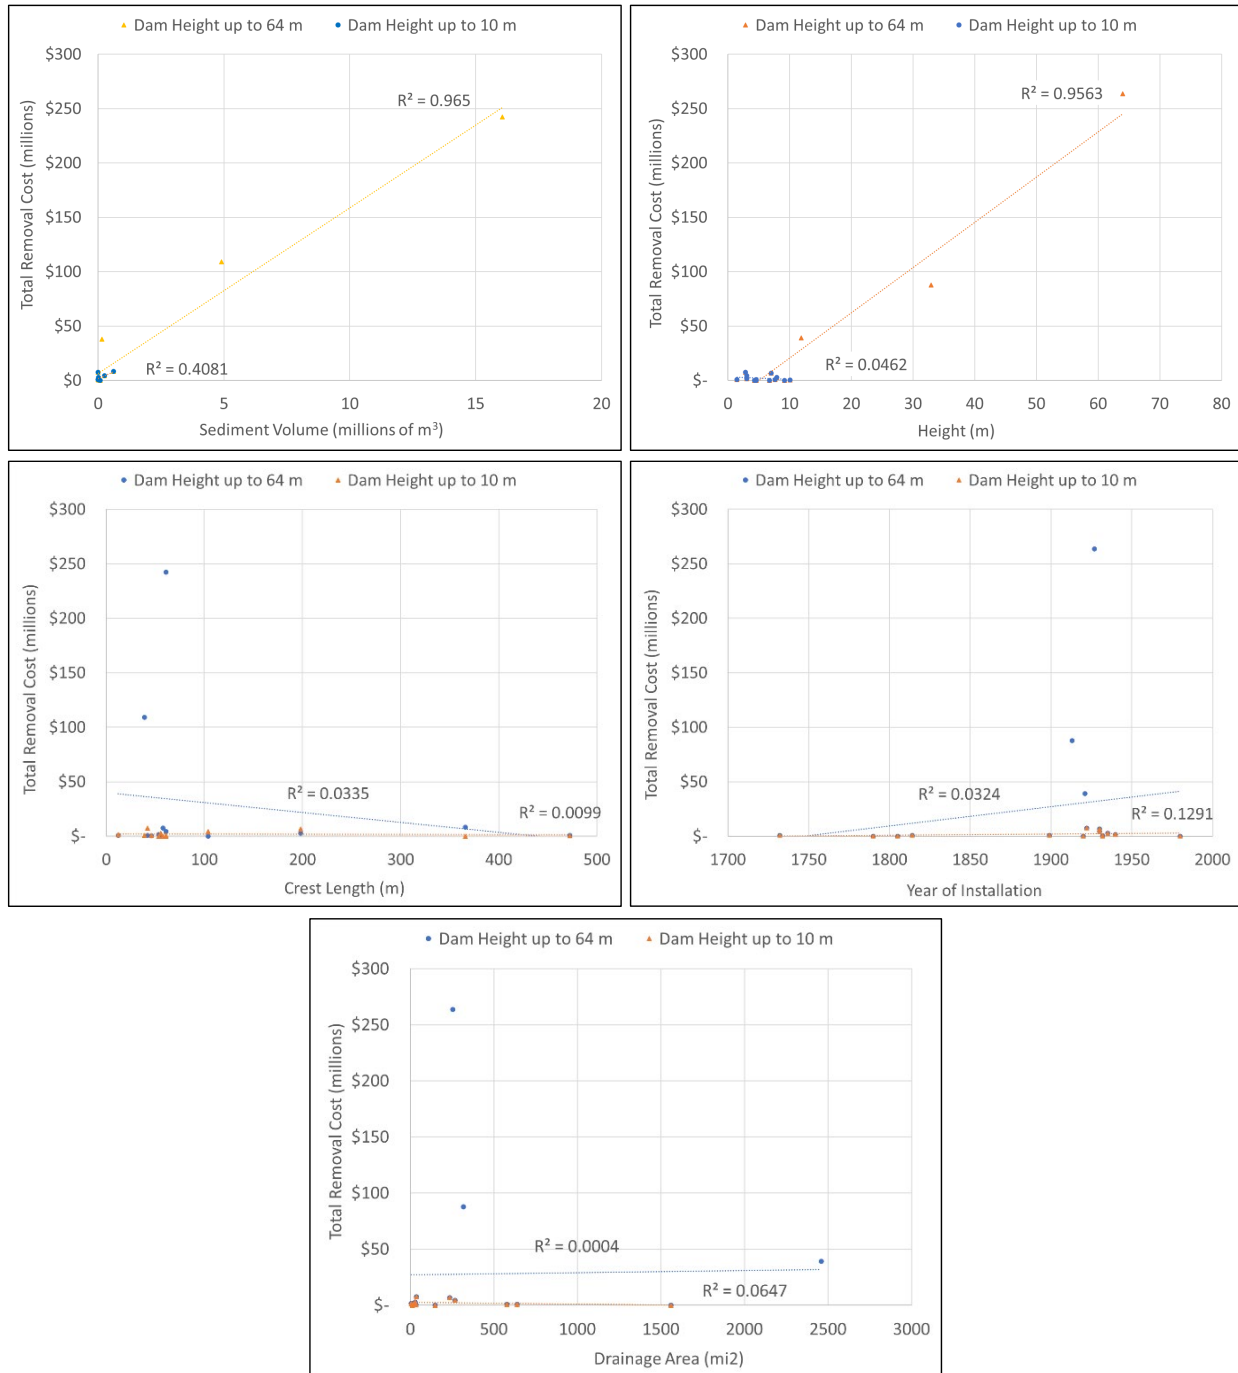 Dam Height up to 64 m Dam Height up to 10 m
$300
$250
$200
$150
$100
$50
$0
Total Removal Cost (millions)
R² = 0.965
R² = 0.4081
0 5 10 15 20
Sediment Volume (millions of m³)
Dam Height up to 64 m Dam Height up to 10 m
$300
$250
$200
$150
$100
$50
$-
Total Removal Cost (millions)
R² = 0.9563
R² = 0.0462
0 10 20 30 40 50 60 70 80
Height (m)
Dam Height up to 64 m Dam Height up to 10 m
$300
$250
$200
$150
$100
$50
$-
Total Removal Cost (millions)
R² = 0.0335
R² = 0.0099
0 100 200 300 400 500
Crest Length (m)
Dam Height up to 64 m Dam Height up to 10 m
$300
$250
$200
$150
$100
$50
$-
Total Removal Cost (millions)
R² = 0.0324
R² = 0.1291
1700 1750 1800 1850 1900 1950 2000
Year of Installation
Dam Height up to 64 m Dam Height up to 10 m
$300
$250
$200
$150
$100
$50
$-
Total Removal Cost (millions)
R² = 0.0004
R² = 0.0647
0 500 1000 1500 2000 2500 3000
Drainage Area (mi2)